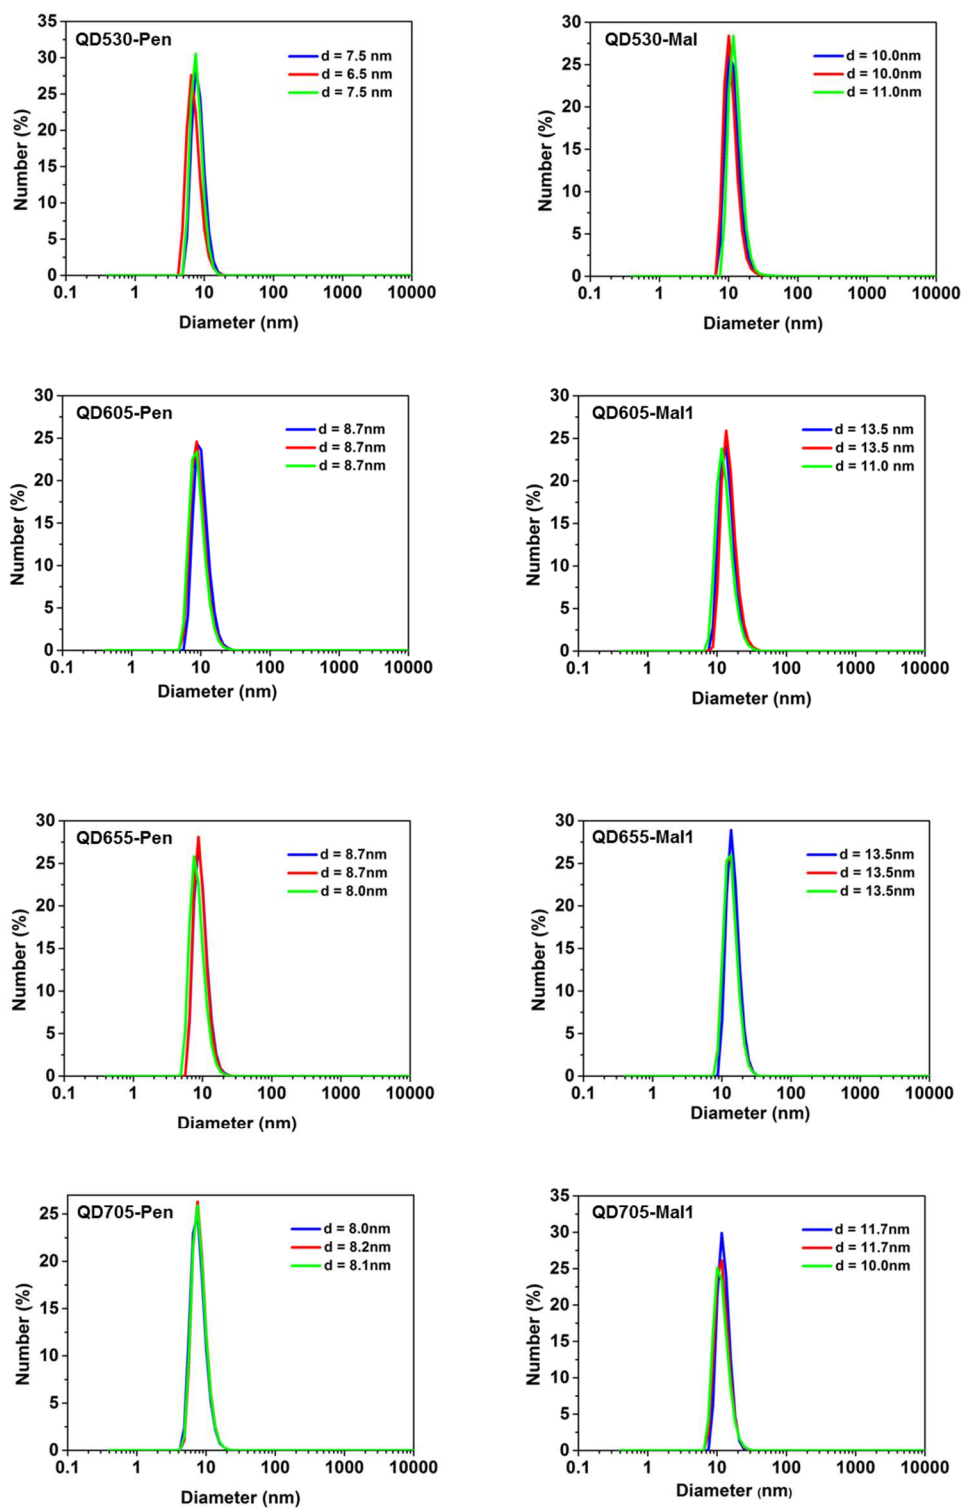 QD530-Pen
d = 7.5 nm
d = 6.5 nm
d = 7.5 nm
35
30
25
20
15
10
5
0
Number (%)
0.1 1 10 100 1000 10000
Diameter (nm)
QD530-Mal
d = 10.0nm
d = 10.0nm
d = 11.0nm
30
25
20
15
10
5
0
Number (%)
0.1 1 10 100 1000 10000
Diameter (nm)
QD605-Pen
d = 8.7nm
d = 8.7nm
d = 8.7nm
30
25
20
15
10
5
0
Number (%)
0.1 1 10 100 1000 10000
Diameter (nm)
QD605-Mal1
d = 13.5 nm
d = 13.5 nm
d = 11.0 nm
30
25
20
15
10
5
0
Number (%)
0.1 1 10 100 1000 10000
Diameter (nm)
QD655-Pen
d = 8.7nm
d = 8.7nm
d = 8.0nm
30
25
20
15
10
5
0
Number (%)
0.1 1 10 100 1000 10000
Diameter (nm)
QD655-Mal1
d = 13.5nm
d = 13.5nm
d = 13.5nm
30
25
20
15
10
5
0
Number (%)
0.1 1 10 100 1000 10000
Diameter (nm)
QD705-Pen
d = 8.0nm
d = 8.2nm
d = 8.1nm
25
20
15
10
5
0
Number (%)
0.1 1 10 100 1000 10000
Diameter (nm)
QD705-Mal1
d = 11.7nm
d = 11.7nm
d = 10.0nm
35
30
25
20
15
10
5
0
Number (%)
0.1 1 10 100 1000 10000
Diameter (nm)